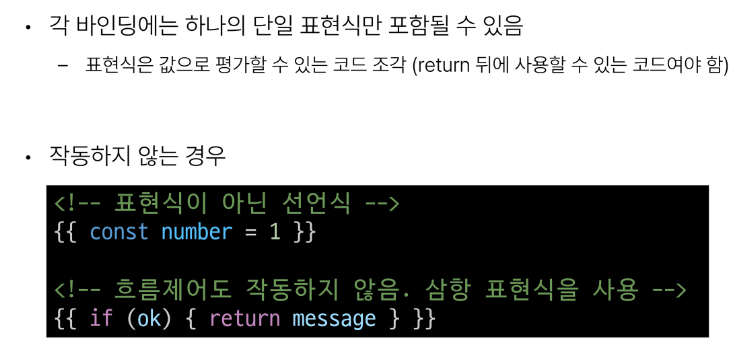 • 각 바인딩에는 하나의 단일 표현식만 포함될 수 있음
– 표현식은 값으로 평가할 수 있는 코드 조각 (return 뒤에 사용할 수 있는 코드여야 함)
• 작동하지 않는 경우
<!-- 표현식이 아닌 선언식 -->
{{ const number = 1 }}
<!-- 흐름제어도 작동하지 않음. 삼항 표현식을 사용 -->
{{ if (ok) { return message } }}